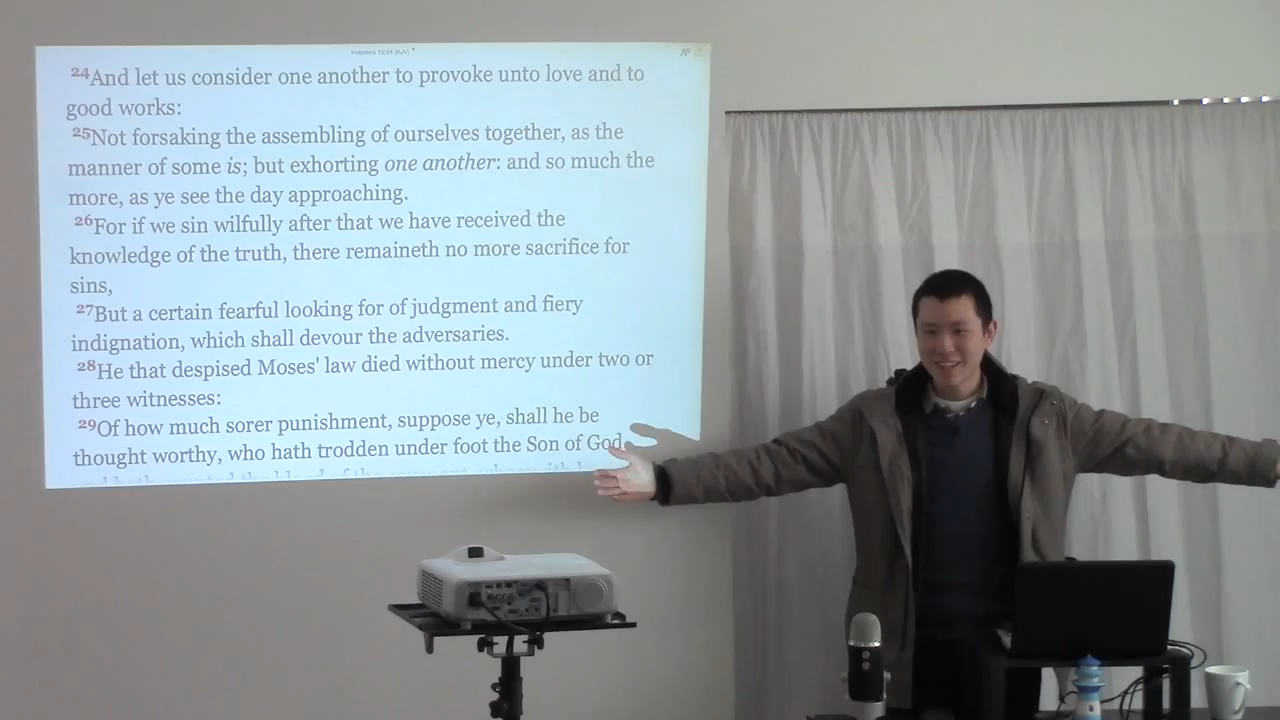 Hebrews 10:24 (KJV)
24And let us consider one another to provoke unto love and to
good works:
25Not forsaking the assembling of ourselves together, as the
manner of some is; but exhorting one another: and so much the
more, as ye see the day approaching.
26For if we sin wilfully after that we have received the
knowledge of the truth, there remaineth no more sacrifice for
sins,
27But a certain fearful looking for of judgment and fiery
indignation, which shall devour the adversaries.
28He that despised Moses' law died without mercy under two or
three witnesses:
29Of how much sorer punishment, suppose ye, shall he be
thought worthy, who hath trodden under foot the Son of God,